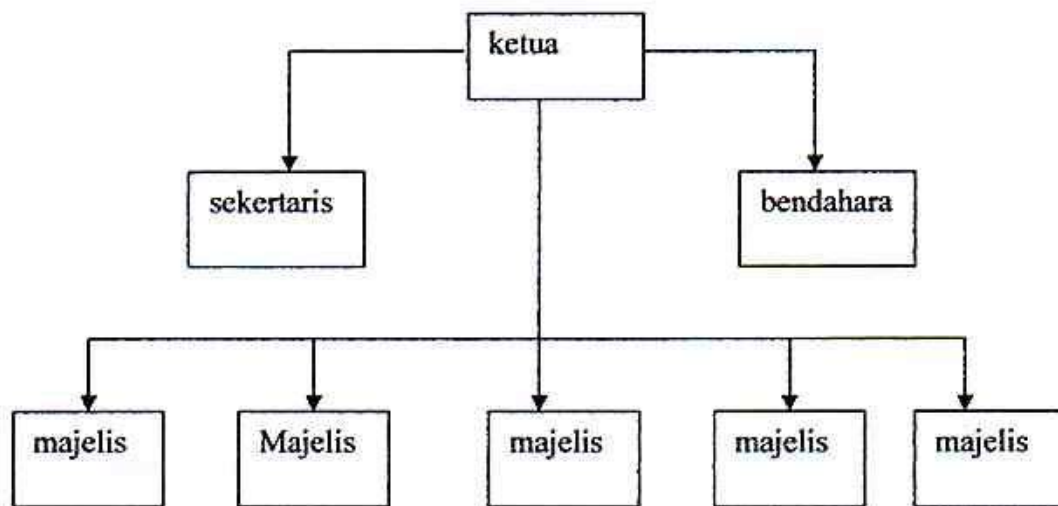 ketua
sekertaris
bendahara
majelis
Majelis
majelis
majelis
majelis